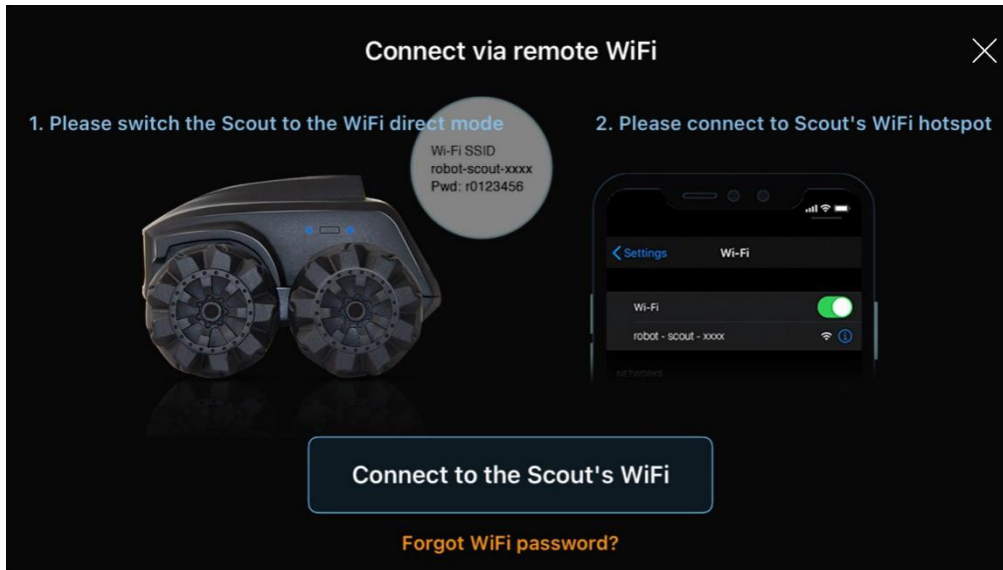 Connect via remote WiFi
1. Please switch the Scout to the WiFi direct mode
Wi-Fi SSID
robot-scout-xxxx
Pwd: r0123456
2. Please connect to Scout's WiFi hotspot
Settings
Wi-Fi
Wi-Fi
robot - scout - xxxx
NETWORKS
Connect to the Scout's WiFi
Forgot WiFi password?